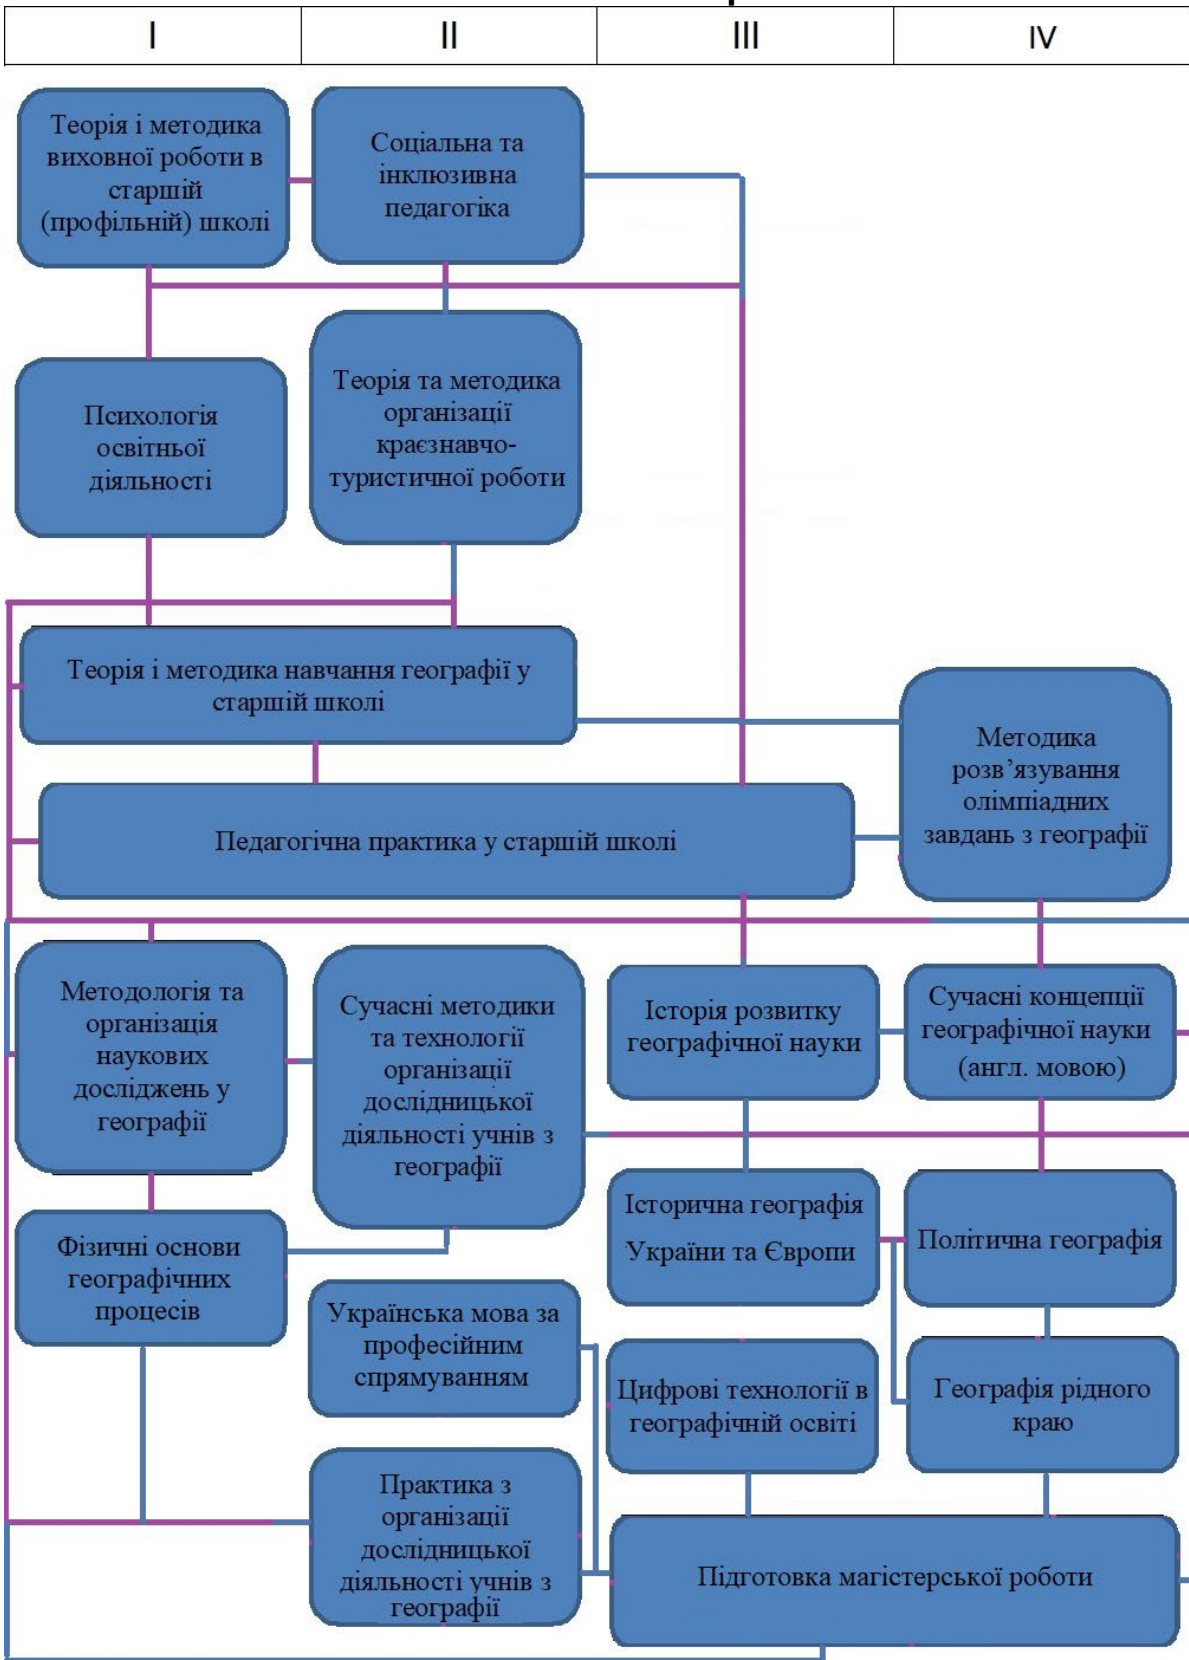 I
II
III
IV
Теорія і методика
виховної роботи в
старшій
(профільній) школі
Соціальна та
інклюзивна
педагогіка
Психологія
освітньої
діяльності
Теорія та методика
організації
краєзнавчо-
туристичної роботи
Теорія і методика навчання географії у
старшій школі
Методика
розв’язування
олімпіадних
завдань з географії
Педагогічна практика у старшій школі
Методологія та
організація
наукових
досліджень у
географії
Сучасні методики
та технології
організації
дослідницької
діяльності учнів з
географії
Історія розвитку
географічної науки
Сучасні концепції
географічної науки
(англ. мовою)
Фізичні основи
географічних
процесів
Історична географія
України та Європи
Політична географія
Українська мова за
професійним
спрямуванням
Цифрові технології в
географічній освіті
Географія рідного
краю
Практика з
організації
дослідницької
діяльності учнів з
географії
Підготовка магістерської роботи